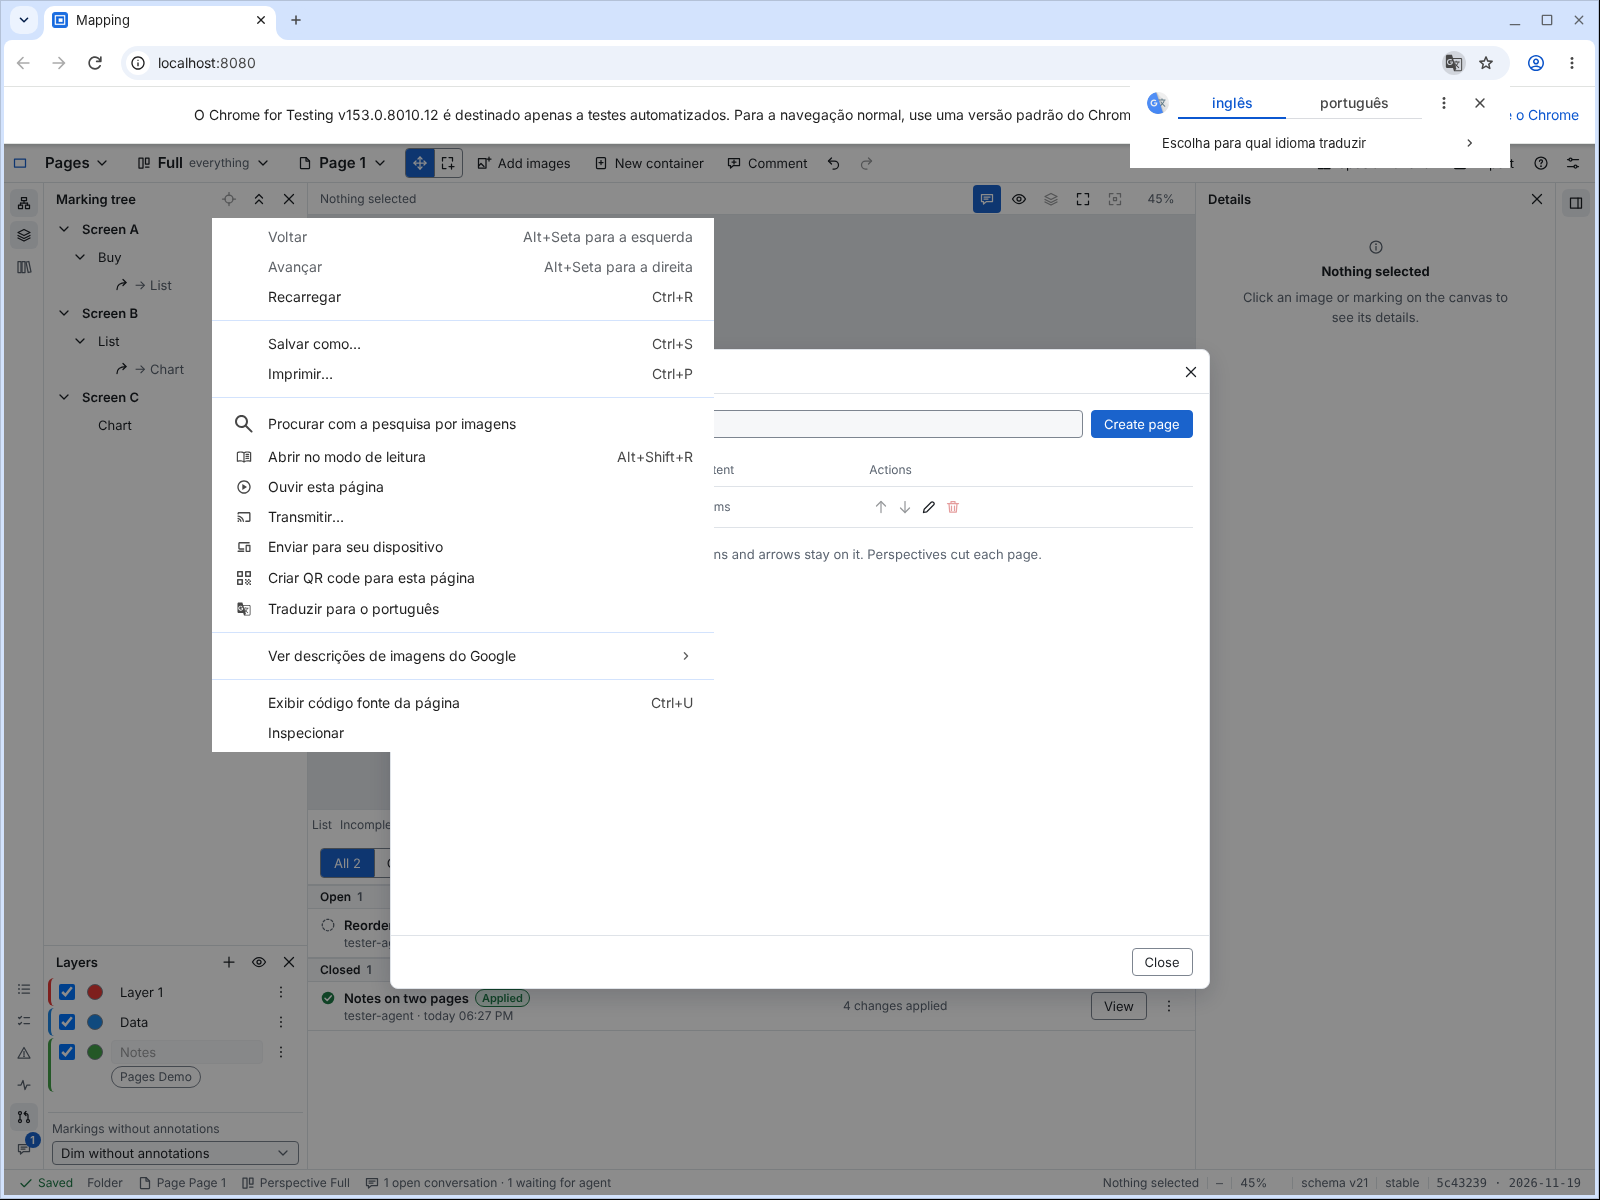 Mapping
localhost:8080
O Chrome for Testing v153.0.8010.12 é destinado apenas a testes automatizados. Para a navegação normal, use uma versão padrão do Chrom
e o Chrome
inglês
português
Escolha para qual idioma traduzir
Pages
Full everything
Page 1
Add images
New container
Comment
Marking tree
Nothing selected
45%
Details
Screen A
Buy
→ List
Screen B
List
→ Chart
Screen C
Chart
Nothing selected
Click an image or marking on the canvas to
see its details.
Voltar Alt+Seta para a esquerda
Avançar Alt+Seta para a direita
Recarregar Ctrl+R
Salvar como... Ctrl+S
Imprimir... Ctrl+P
Procurar com a pesquisa por imagens
Abrir no modo de leitura Alt+Shift+R
Ouvir esta página
Transmitir...
Enviar para seu dispositivo
Criar QR code para esta página
Traduzir para o português
Ver descrições de imagens do Google
Exibir código fonte da página Ctrl+U
Inspecionar
Create page
tent
Actions
ms
ns and arrows stay on it. Perspectives cut each page.
Close
List Incomple
All 2
Open 1
Reorde
tester-a
Closed 1
Notes on two pages Applied
tester-agent · today 06:27 PM
4 changes applied
View
Layers
Layer 1
Data
Notes
Pages Demo
Markings without annotations
Dim without annotations
1
Saved
Folder
Page Page 1
Perspective Full
1 open conversation · 1 waiting for agent
Nothing selected
–
45%
schema v21
stable
5c43239 · 2026-11-19